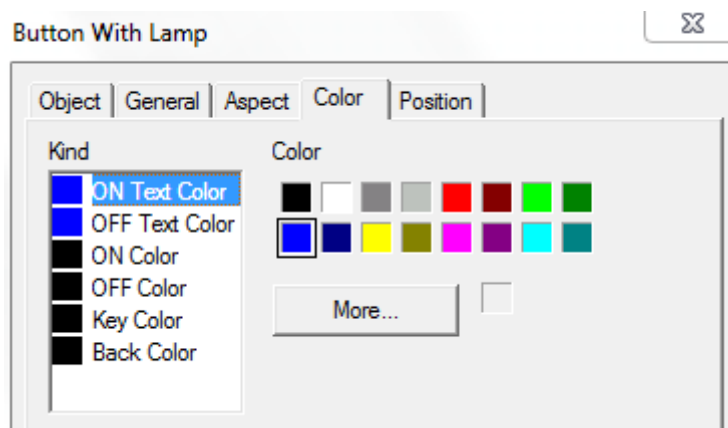 Button With Lamp
Object General Aspect Color Position
Kind
Color
ON Text Color
OFF Text Color
ON Color
OFF Color
Key Color
Back Color
More...